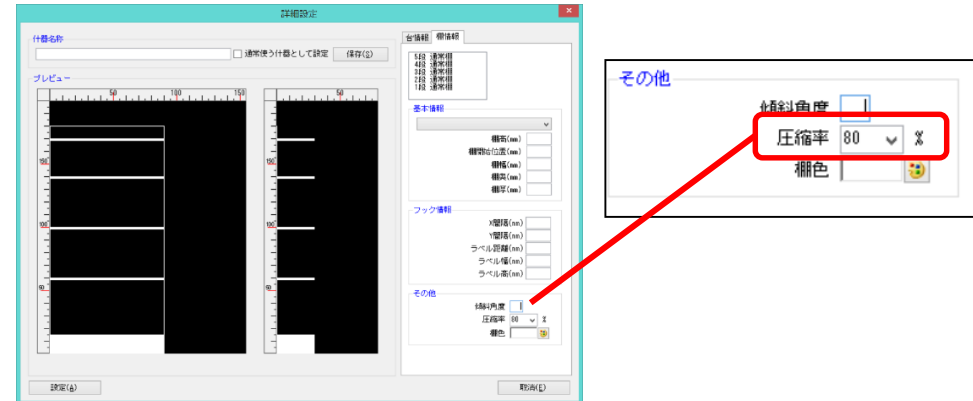 詳細設定
什器名称
通常使う什器として設定
保存(S)
プレビュー
50 100 150
50
150
100
50
150
100
50
台情報 棚情報
5段 通常棚
4段 通常棚
3段 通常棚
2段 通常棚
1段 通常棚
基本情報
棚高(mm)
棚開始位置(mm)
棚幅(mm)
棚奥(mm)
棚厚(mm)
フック情報
X間隔(mm)
Y間隔(mm)
ラベル距離(mm)
ラベル幅(mm)
ラベル高(mm)
その他
傾斜角度
圧縮率 80 %
棚色
設定(A)
取消(E)
その他
傾斜角度
圧縮率 80 %
棚色